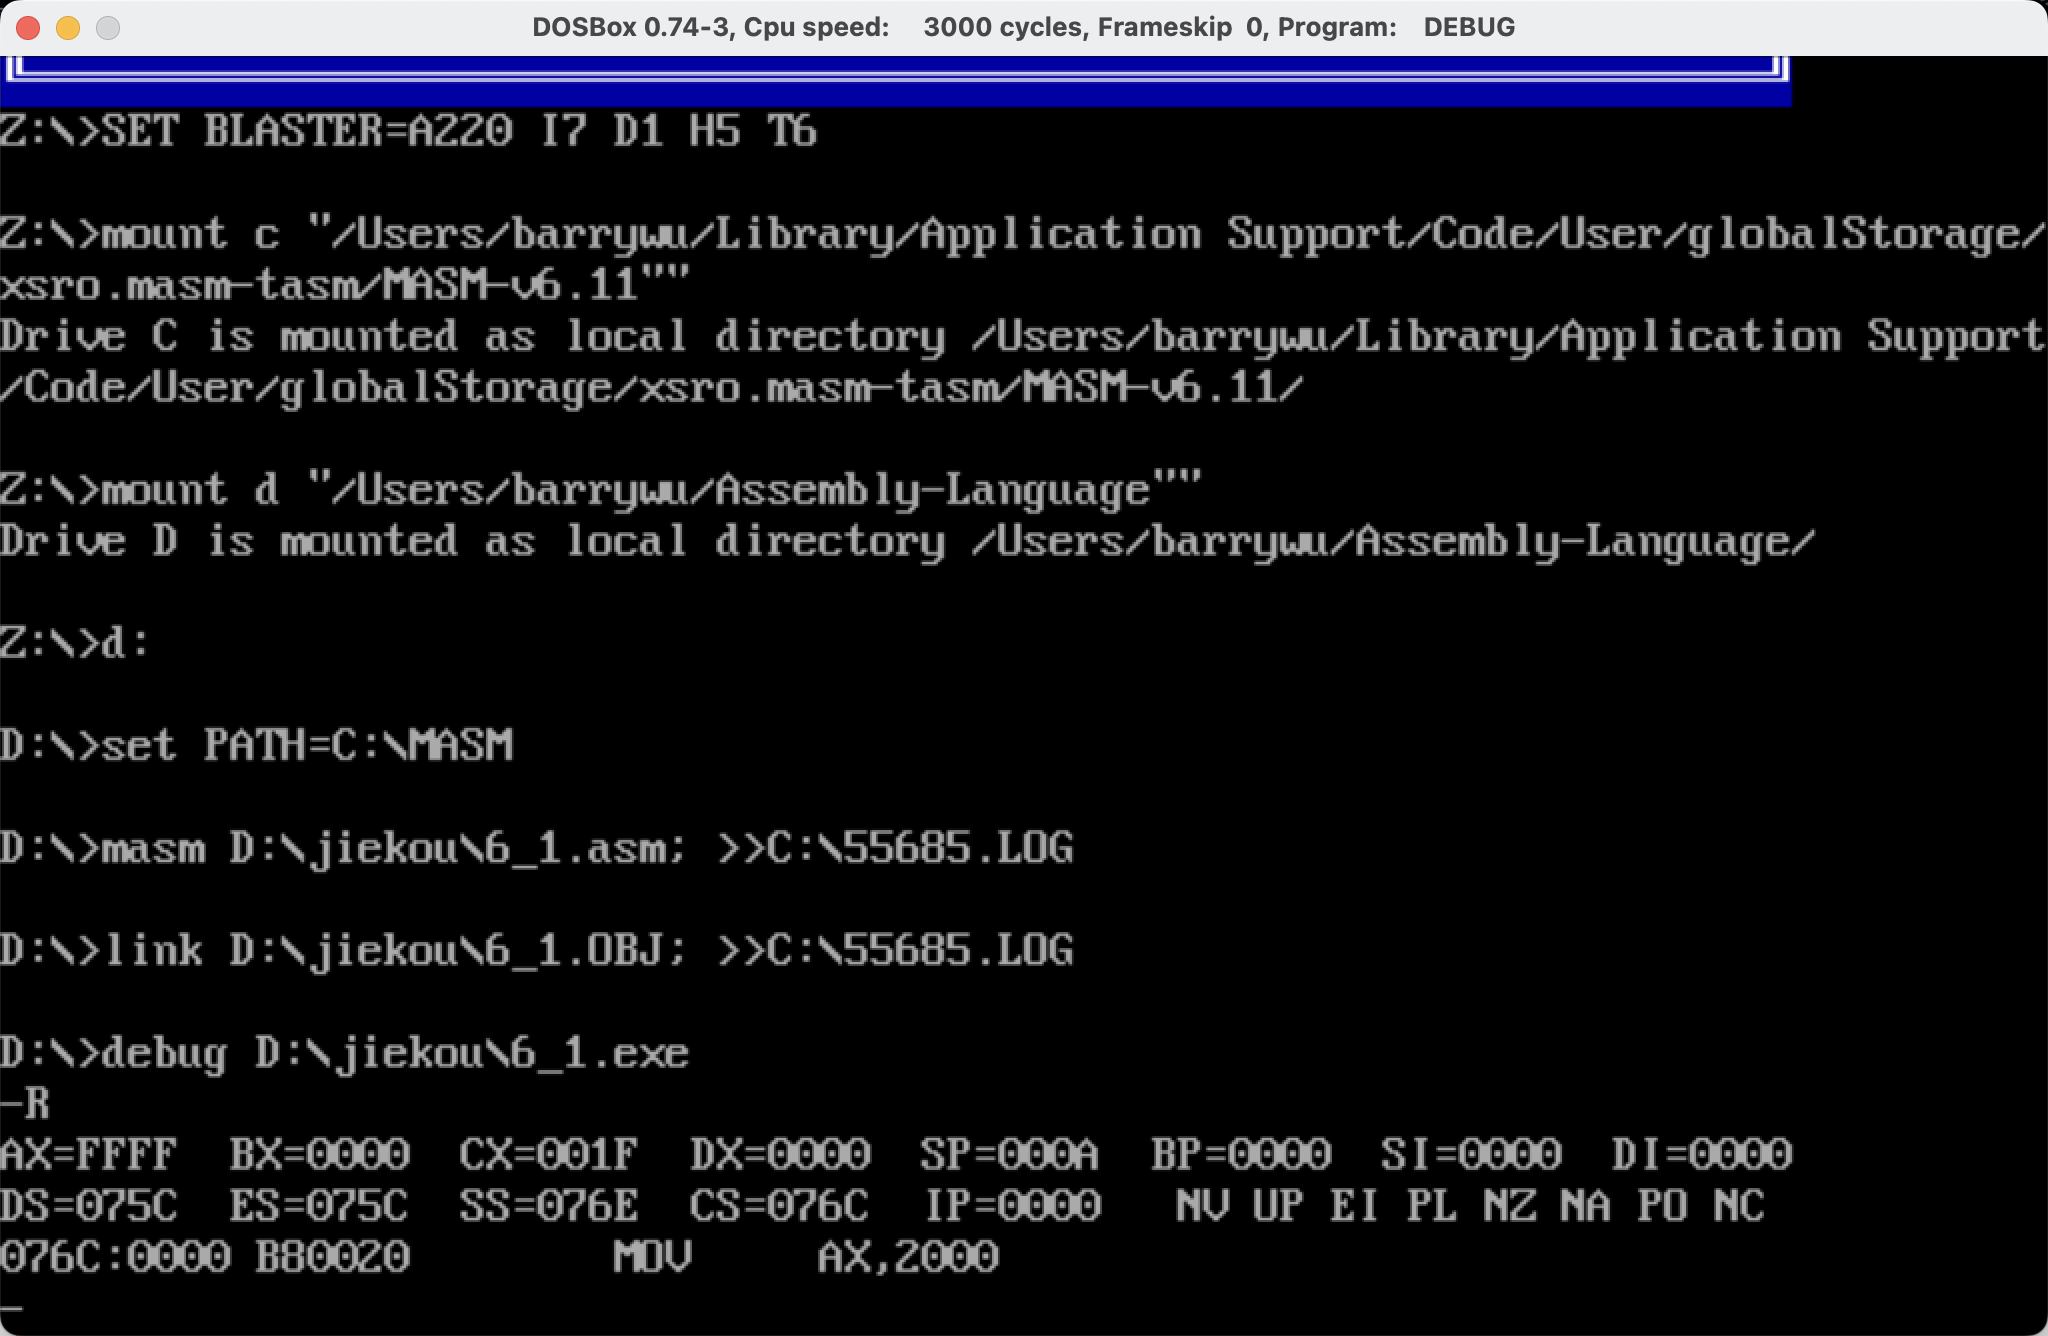 DOSBox 0.74-3, Cpu speed:    3000 cycles, Frameskip  0, Program:    DEBUG
Z:\>SET BLASTER=A220 I7 D1 H5 T6
Z:\>mount c "/Users/barrywu/Library/Application Support/Code/User/globalStorage/
xsro.masm-tasm/MASM-v6.11""
Drive C is mounted as local directory /Users/barrywu/Library/Application Support
/Code/User/globalStorage/xsro.masm-tasm/MASM-v6.11/
Z:\>mount d "/Users/barrywu/Assembly-Language""
Drive D is mounted as local directory /Users/barrywu/Assembly-Language/
Z:\>d:
D:\>set PATH=C:\MASM
D:\>masm D:\jiekou\6_1.asm; >>C:\55685.LOG
D:\>link D:\jiekou\6_1.OBJ; >>C:\55685.LOG
D:\>debug D:\jiekou\6_1.exe
-R
AX=FFFF  BX=0000  CX=001F  DX=0000  SP=000A  BP=0000  SI=0000  DI=0000
DS=075C  ES=075C  SS=076E  CS=076C  IP=0000   NV UP EI PL NZ NA PO NC
076C:0000 B80020        MOV     AX,2000
-